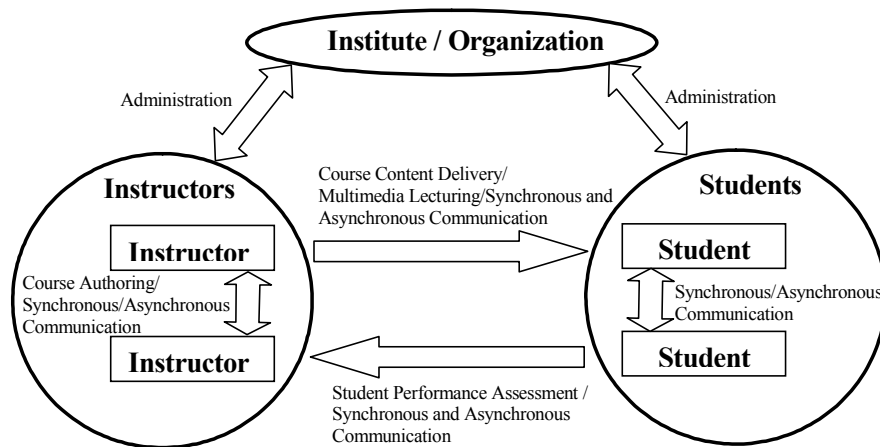 Institute / Organization
Administration
Administration
Instructors
Course Content Delivery/
Multimedia Lecturing/Synchronous and
Asynchronous Communication
Students
Instructor
Student
Course Authoring/
Synchronous/Asynchronous
Communication
Synchronous/Asynchronous
Communication
Instructor
Student
Student Performance Assessment /
Synchronous and Asynchronous
Communication